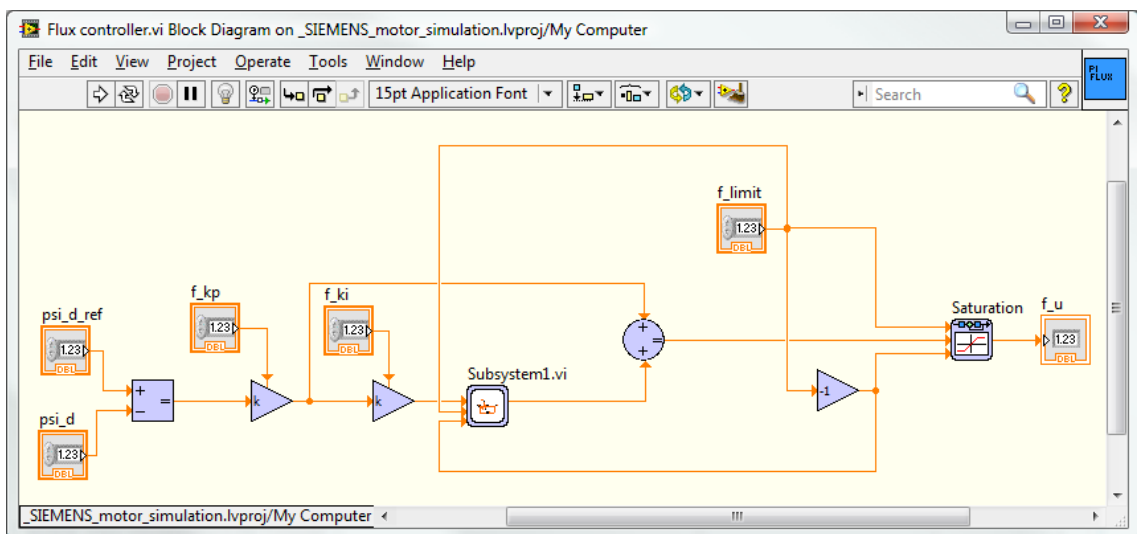 Flux controller.vi Block Diagram on _SIEMENS_motor_simulation.lvproj/My Computer
File Edit View Project Operate Tools Window Help
PI
FLUX
15pt Application Font
Search
?
f_limit
1.23
DBL
f_kp
1.23
DBL
f_ki
1.23
DBL
psi_d_ref
1.23
DBL
+
+
=
Saturation
f_u
1.23
DBL
Subsystem1.vi
+
−
=
k
k
-1
psi_d
1.23
DBL
_SIEMENS_motor_simulation.lvproj/My Computer